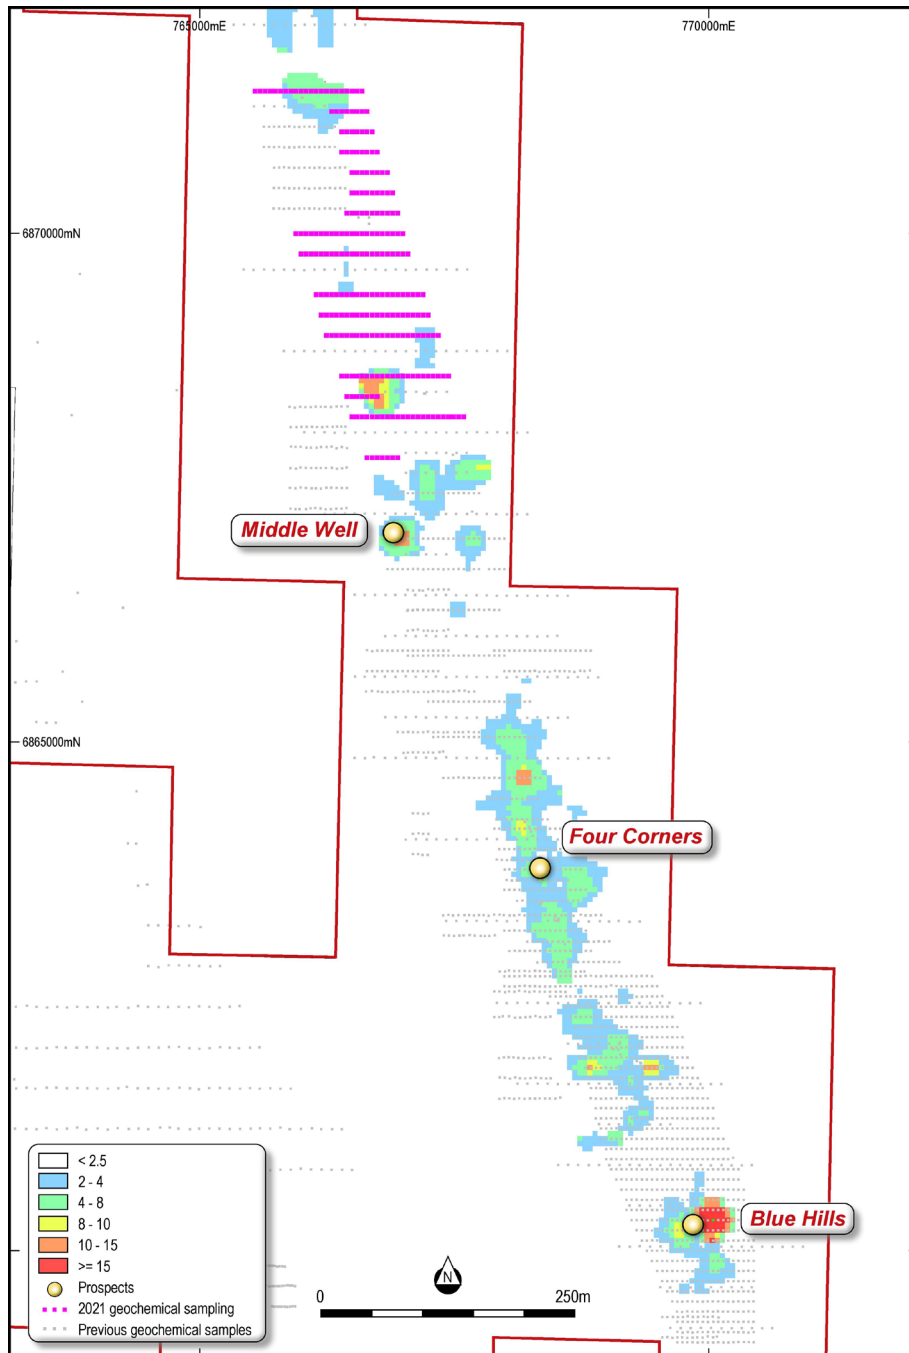 765000mE
770000mE
6870000mN
Middle Well
6865000mN
Four Corners
Blue Hills
< 2.5
2 - 4
4 - 8
8 - 10
10 - 15
>= 15
Prospects
2021 geochemical sampling
Previous geochemical samples
N
0
250m